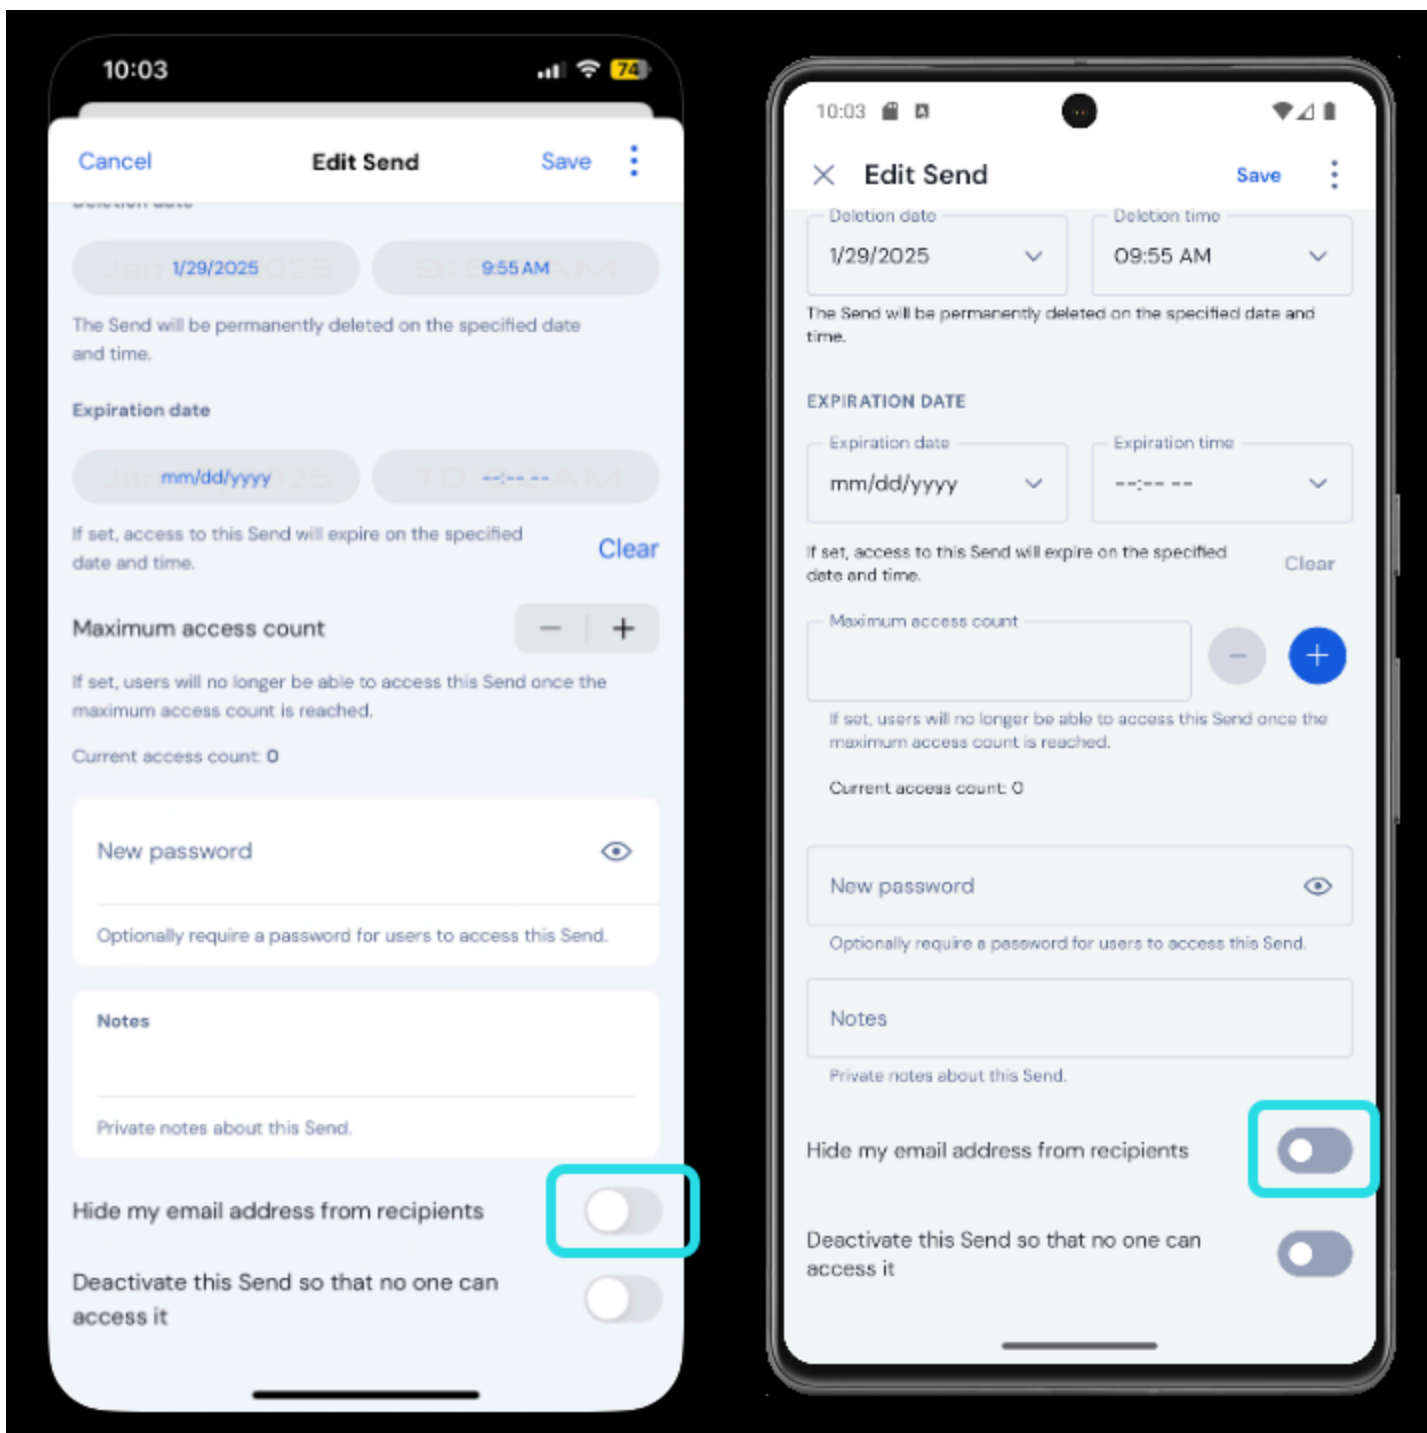 10:03
74
Cancel
Edit Send
Save
Deletion date
1/29/2025
9:55 AM
The Send will be permanently deleted on the specified date
and time.
Expiration date
mm/dd/yyyy
--:-- --
If set, access to this Send will expire on the specified
date and time.
Clear
Maximum access count
If set, users will no longer be able to access this Send once the
maximum access count is reached.
Current access count: 0
New password
Optionally require a password for users to access this Send.
Notes
Private notes about this Send.
Hide my email address from recipients
Deactivate this Send so that no one can
access it
10:03
Edit Send
Save
Deletion date
Deletion time
1/29/2025
09:55 AM
The Send will be permanently deleted on the specified date and
time.
EXPIRATION DATE
Expiration date
Expiration time
mm/dd/yyyy
--:-- --
If set, access to this Send will expire on the specified
date and time.
Clear
Maximum access count
If set, users will no longer be able to access this Send once the
maximum access count is reached.
Current access count: 0
New password
Optionally require a password for users to access this Send.
Notes
Private notes about this Send.
Hide my email address from recipients
Deactivate this Send so that no one can
access it